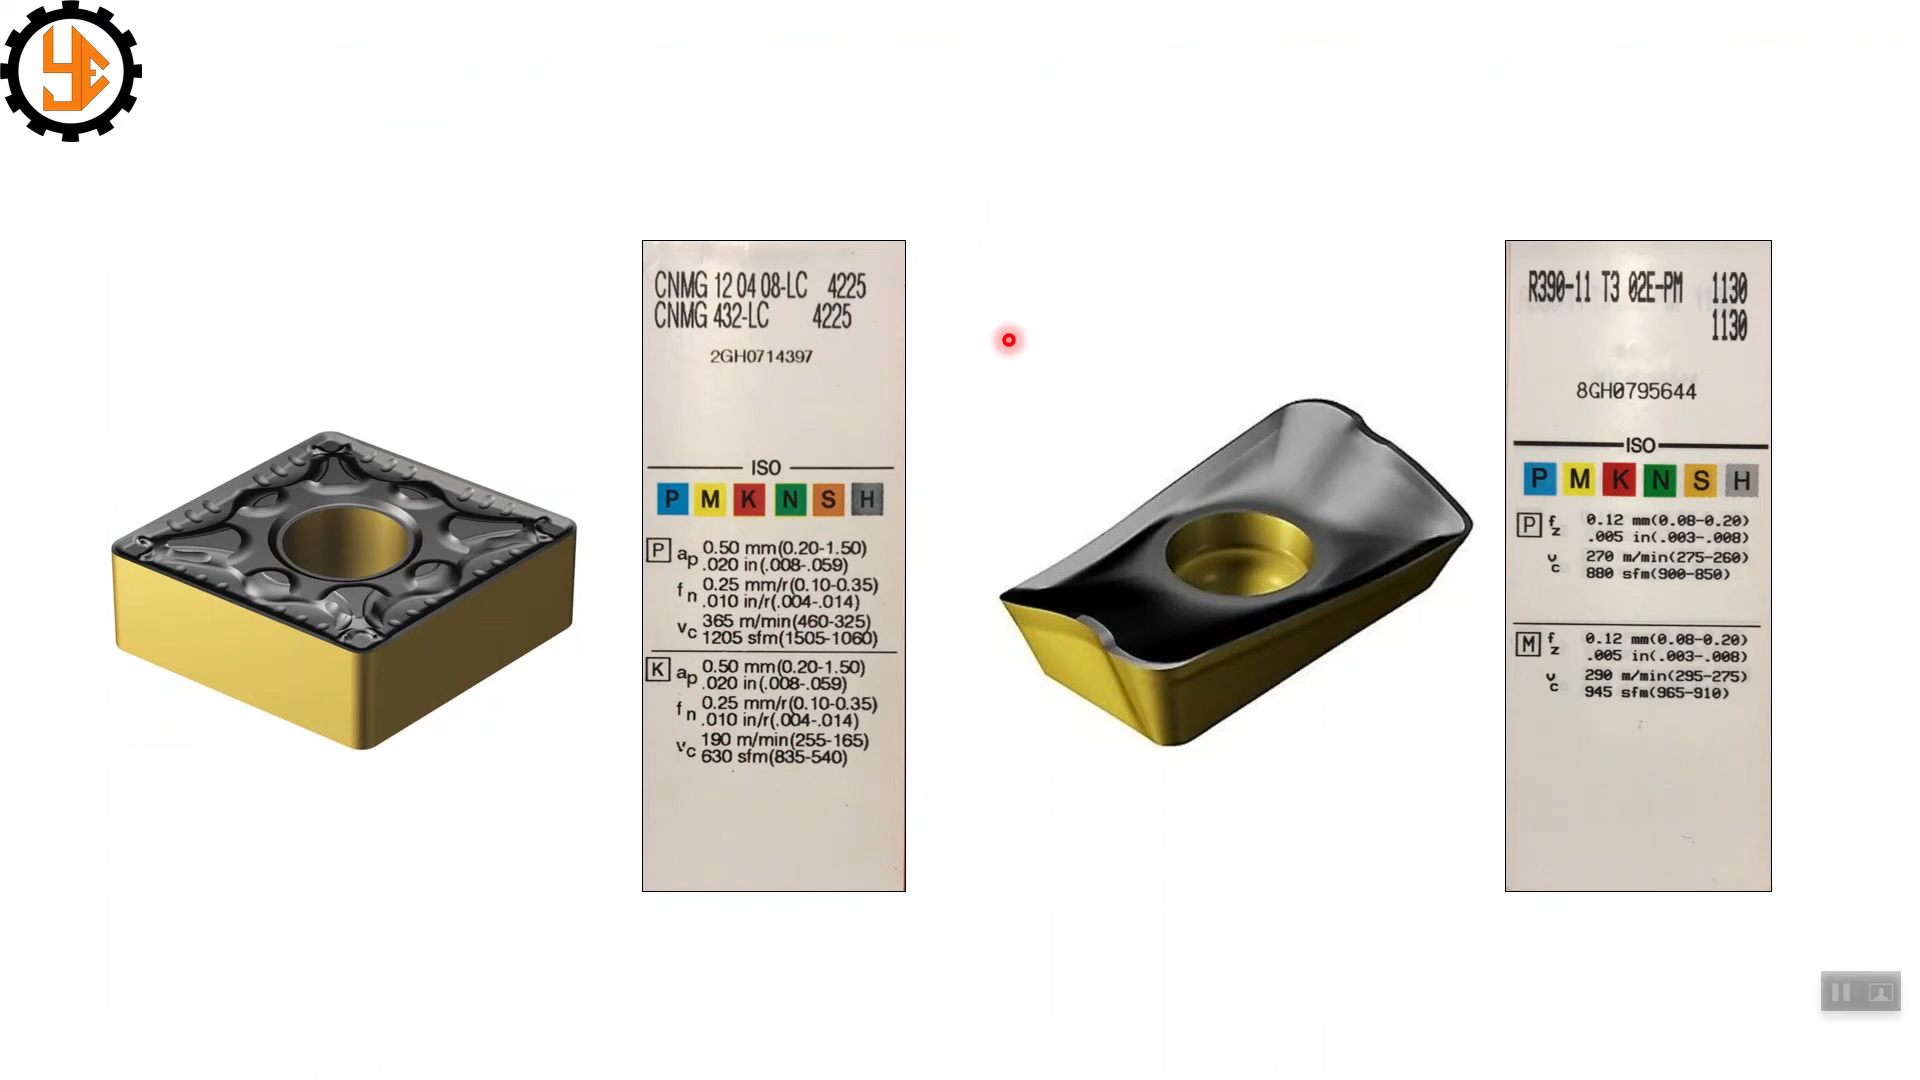 YE
CNMG 12 04 08-LC 4225
CNMG 432-LC 4225
2GH0714397
ISO
P M K N S H
P ap 0.50 mm(0.20-1.50)
.020 in(.008-.059)
fn 0.25 mm/r(0.10-0.35)
.010 in/r(.004-.014)
vc 365 m/min(460-325)
1205 sfm(1505-1060)
K ap 0.50 mm(0.20-1.50)
.020 in(.008-.059)
fn 0.25 mm/r(0.10-0.35)
.010 in/r(.004-.014)
vc 190 m/min(255-165)
630 sfm(835-540)
R390-11 T3 02E-PM 1130
1130
8GH0795644
ISO
P M K N S H
P fz 0.12 mm(0.08-0.20)
.005 in(.003-.008)
vc 270 m/min(275-260)
880 sfm(900-850)
M fz 0.12 mm(0.08-0.20)
.005 in(.003-.008)
vc 290 m/min(295-275)
945 sfm(965-910)